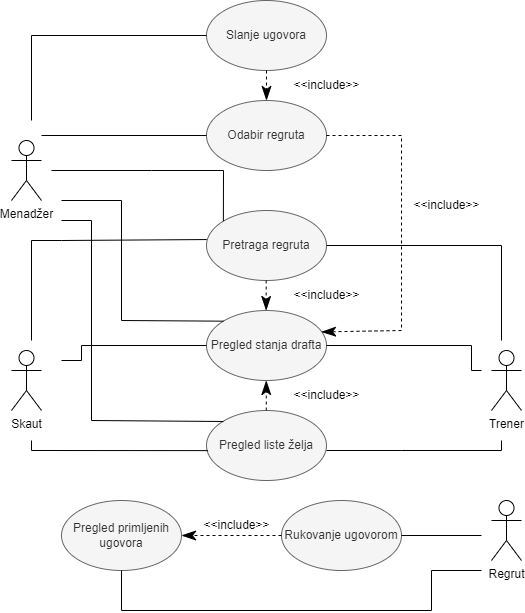 Slanje ugovora
<<include>>
Odabir regruta
Menadžer
<<include>>
Pretraga regruta
<<include>>
Pregled stanja drafta
<<include>>
Skaut
Trener
Pregled liste želja
Pregled primljenih
ugovora
<<include>>
Rukovanje ugovorom
Regrut